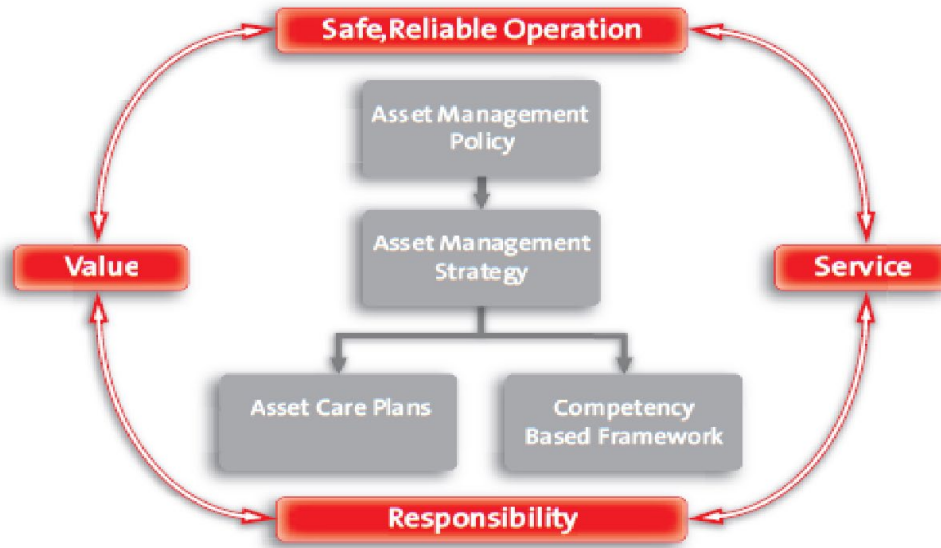 Safe,Reliable Operation
Asset Management
Policy
Asset Management
Strategy
Value
Service
Asset Care Plans
Competency
Based Framework
Responsibility